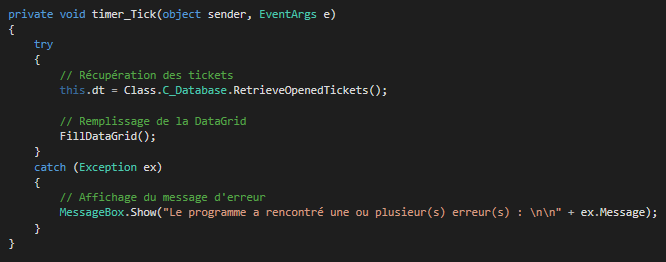 private void timer_Tick(object sender, EventArgs e)
{
    try
    {
        // Récupération des tickets
        this.dt = Class.C_Database.RetrieveOpenedTickets();

        // Remplissage de la DataGrid
        FillDataGrid();
    }
    catch (Exception ex)
    {
        // Affichage du message d'erreur
        MessageBox.Show("Le programme a rencontré une ou plusieur(s) erreur(s) : \n\n" + ex.Message);
    }
}